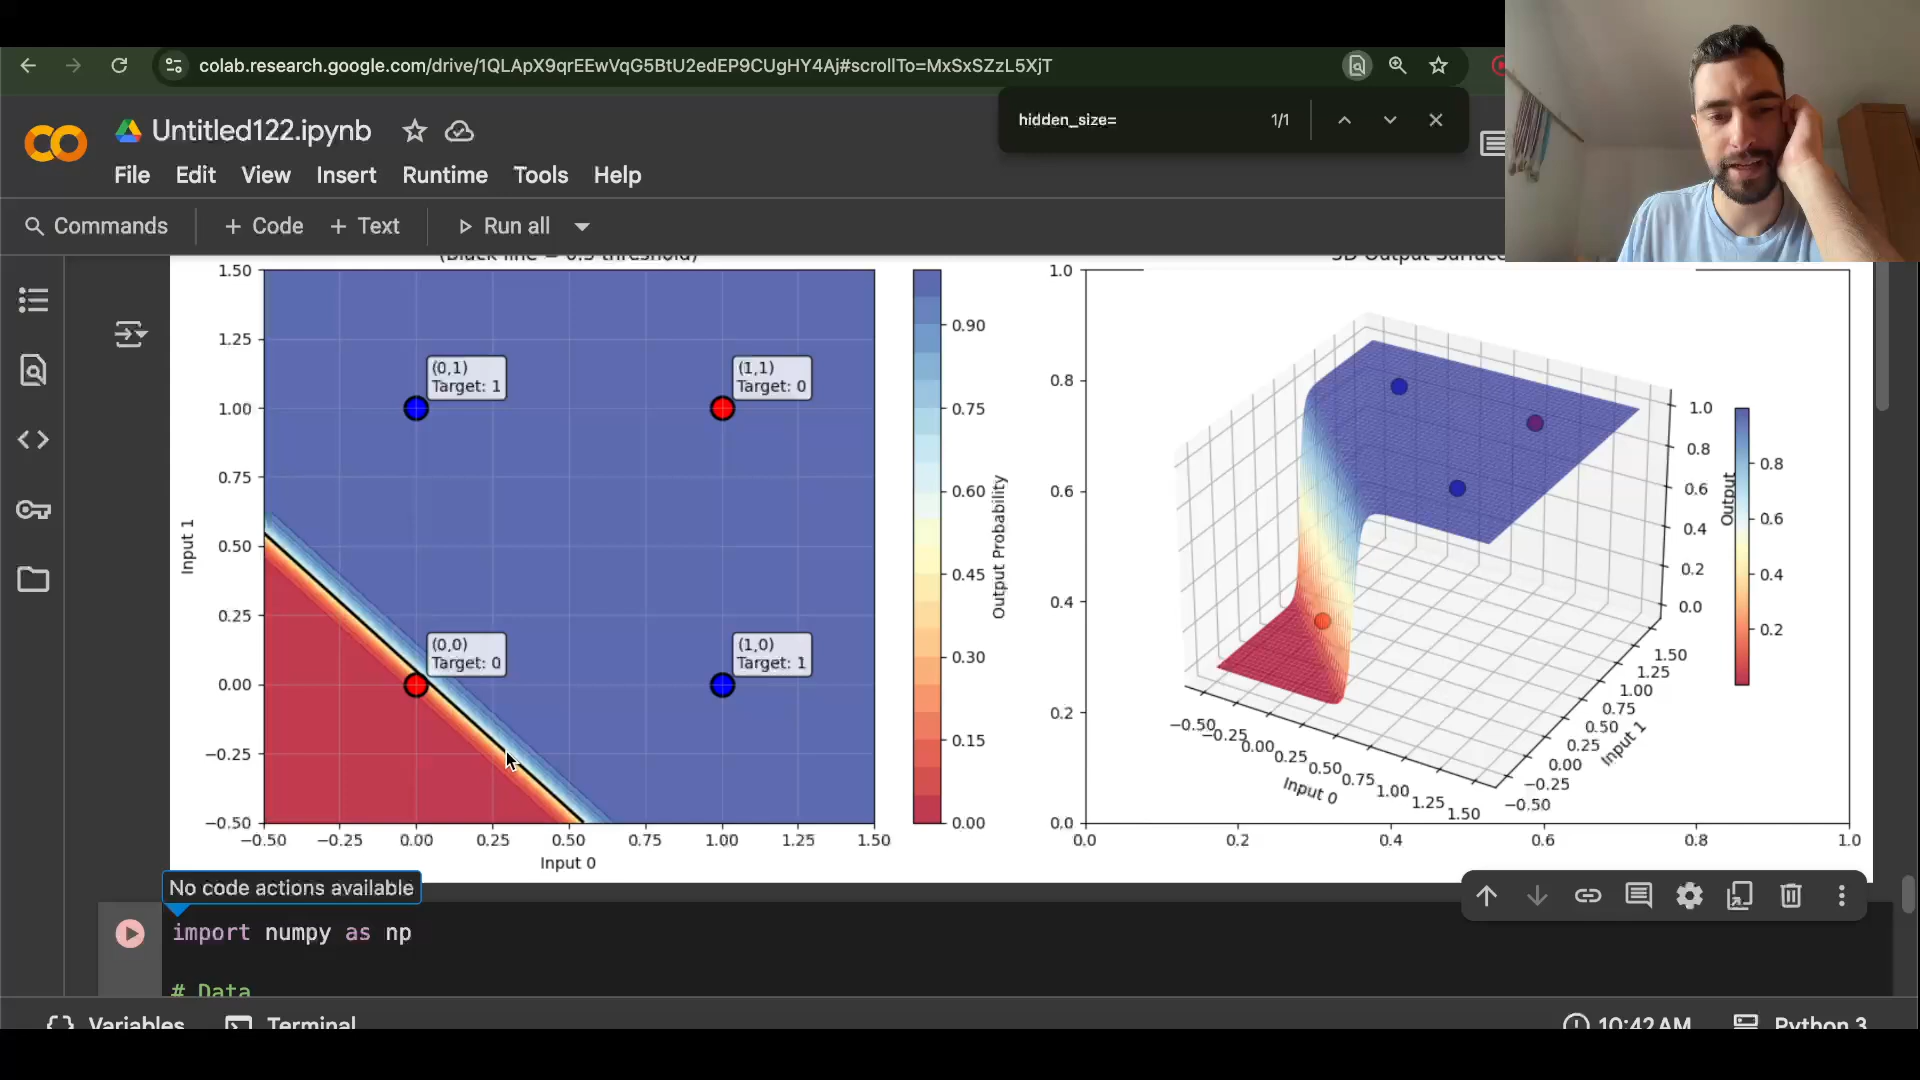 colab.research.google.com/drive/1QLApX9qrEEwVqG5BtU2edEP9CUgHY4Aj#scrollTo=MxSxSZzL5XjT
hidden_size=
1/1
Untitled122.ipynb
File Edit View Insert Runtime Tools Help
Commands + Code + Text Run all
(Black line = 0.5 threshold)
1.50
1.25
1.00
0.75
0.50
0.25
0.00
−0.25
−0.50
Input 1
(0,1)
Target: 1
(1,1)
Target: 0
(0,0)
Target: 0
(1,0)
Target: 1
−0.50 −0.25 0.00 0.25 0.50 0.75 1.00 1.25 1.50
Input 0
0.90
0.75
0.60
0.45
0.30
0.15
0.00
Output Probability
3D Output Surface
1.0
0.8
0.6
0.4
0.2
0.0
0.0 0.2 0.4 0.6 0.8 1.0
−0.50 −0.25 0.00 0.25 0.50 0.75 1.00 1.25 1.50
Input 0
−0.50
−0.25
0.00
0.25
0.50
0.75
1.00
1.25
1.50
Input 1
1.0
0.8
0.6
0.4
0.2
0.0
Output
0.8
0.6
0.4
0.2
No code actions available
import numpy as np
# Data
Variables Terminal
10:42 AM Python 3